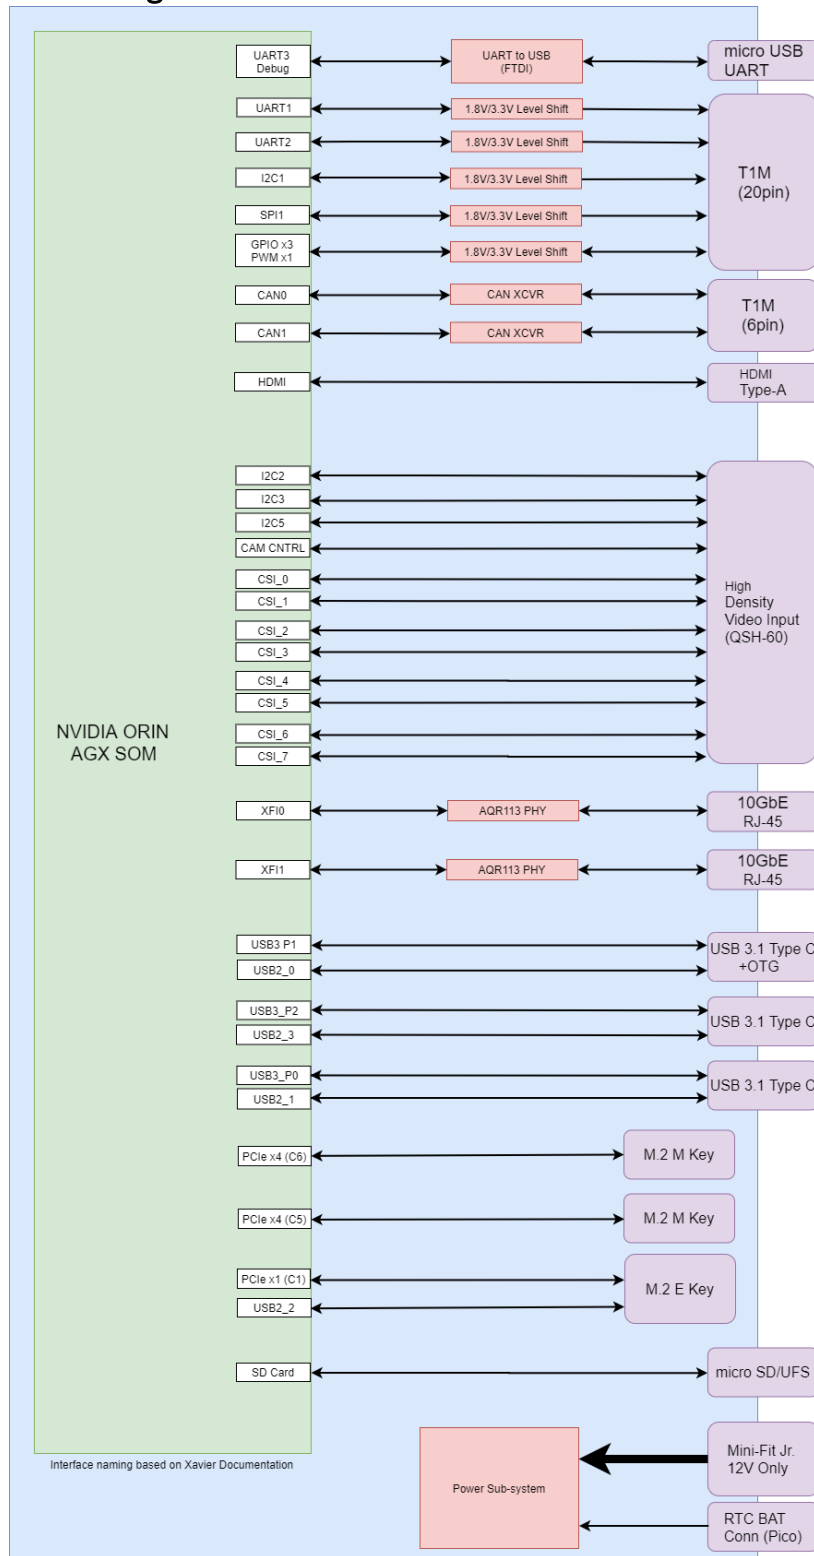 UART3
Debug
UART to USB
(FTDI)
micro USB
UART
UART1
1.8V/3.3V Level Shift
UART2
1.8V/3.3V Level Shift
I2C1
1.8V/3.3V Level Shift
SPI1
1.8V/3.3V Level Shift
GPIO x3
PWM x1
1.8V/3.3V Level Shift
T1M
(20pin)
CAN0
CAN XCVR
CAN1
CAN XCVR
T1M
(6pin)
HDMI
HDMI
Type-A
I2C2
I2C3
I2C5
CAM CNTRL
CSI_0
CSI_1
CSI_2
CSI_3
CSI_4
CSI_5
CSI_6
CSI_7
High
Density
Video Input
(QSH-60)
NVIDIA ORIN
AGX SOM
XFI0
AQR113 PHY
10GbE
RJ-45
XFI1
AQR113 PHY
10GbE
RJ-45
USB3 P1
USB2_0
USB 3.1 Type C
+OTG
USB3_P2
USB2_3
USB 3.1 Type C
USB3_P0
USB2_1
USB 3.1 Type C
PCIe x4 (C6)
M.2 M Key
PCIe x4 (C5)
M.2 M Key
PCIe x1 (C1)
USB2_2
M.2 E Key
SD Card
micro SD/UFS
Interface naming based on Xavier Documentation
Power Sub-system
Mini-Fit Jr.
12V Only
RTC BAT
Conn (Pico)